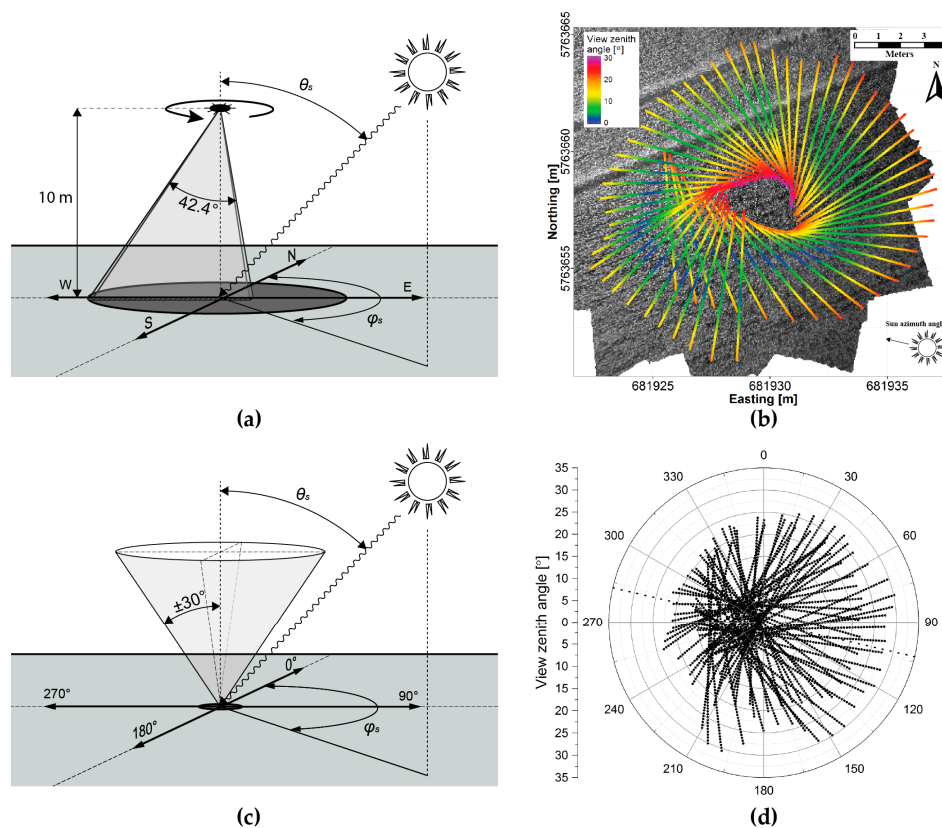 θs
10 m
42.4°
N
W
E
S
φs
(a)
View zenith
angle [°]
30
20
10
0
0 1 2 3
Meters
N
5763665
5763660
5763655
Northing [m]
Sun azimuth angl
681925 681930 681935
Easting [m]
(b)
θs
±30°
0°
270°
90°
180°
φs
(c)
View zenith angle [°]
35
30
25
20
15
10
5
0
5
10
15
20
25
30
35
0
30
60
90
120
150
180
210
240
270
300
330
(d)